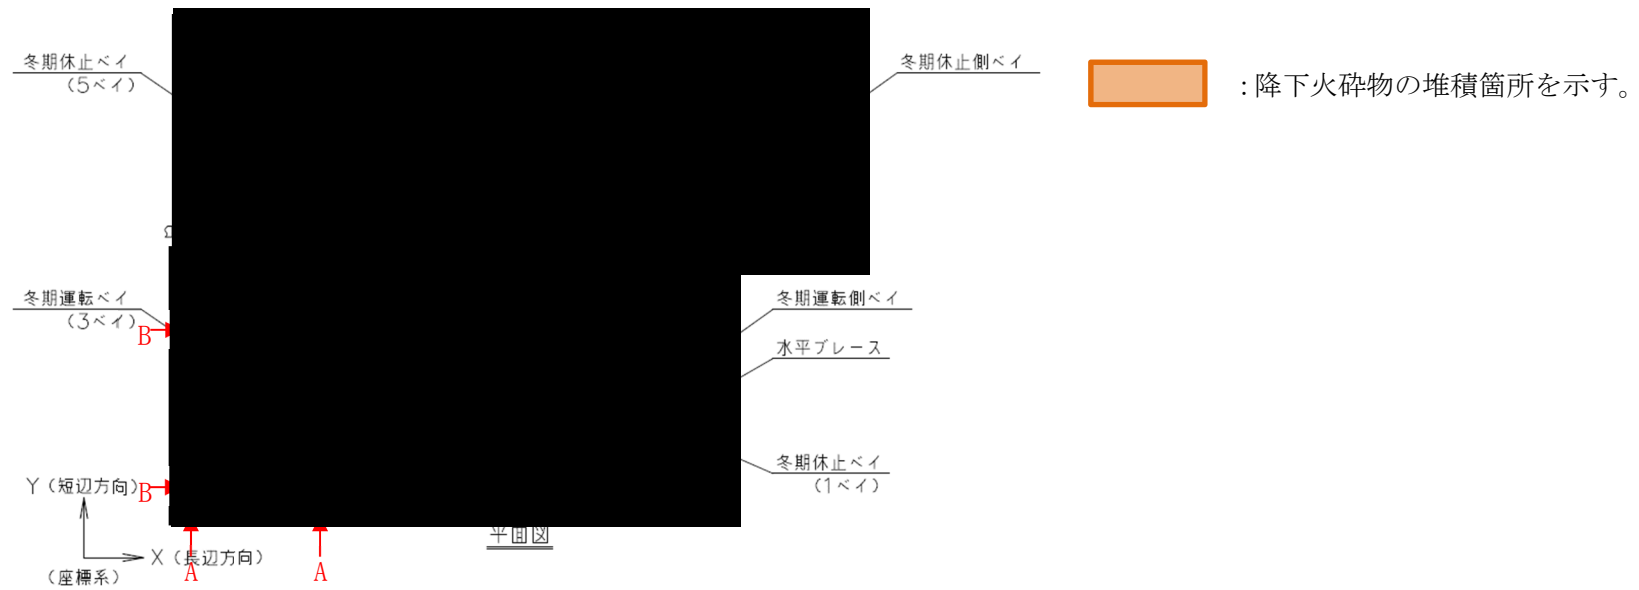 冬期休止ベイ
(5ベイ)
冬期休止側ベイ
:降下火砕物の堆積箇所を示す。
冬期運転ベイ
(3ベイ)
B
冬期運転側ベイ
水平ブレース
冬期休止ベイ
(1ベイ)
Y(短辺方向)
B
平面図
X(長辺方向)
(座標系)
A
A